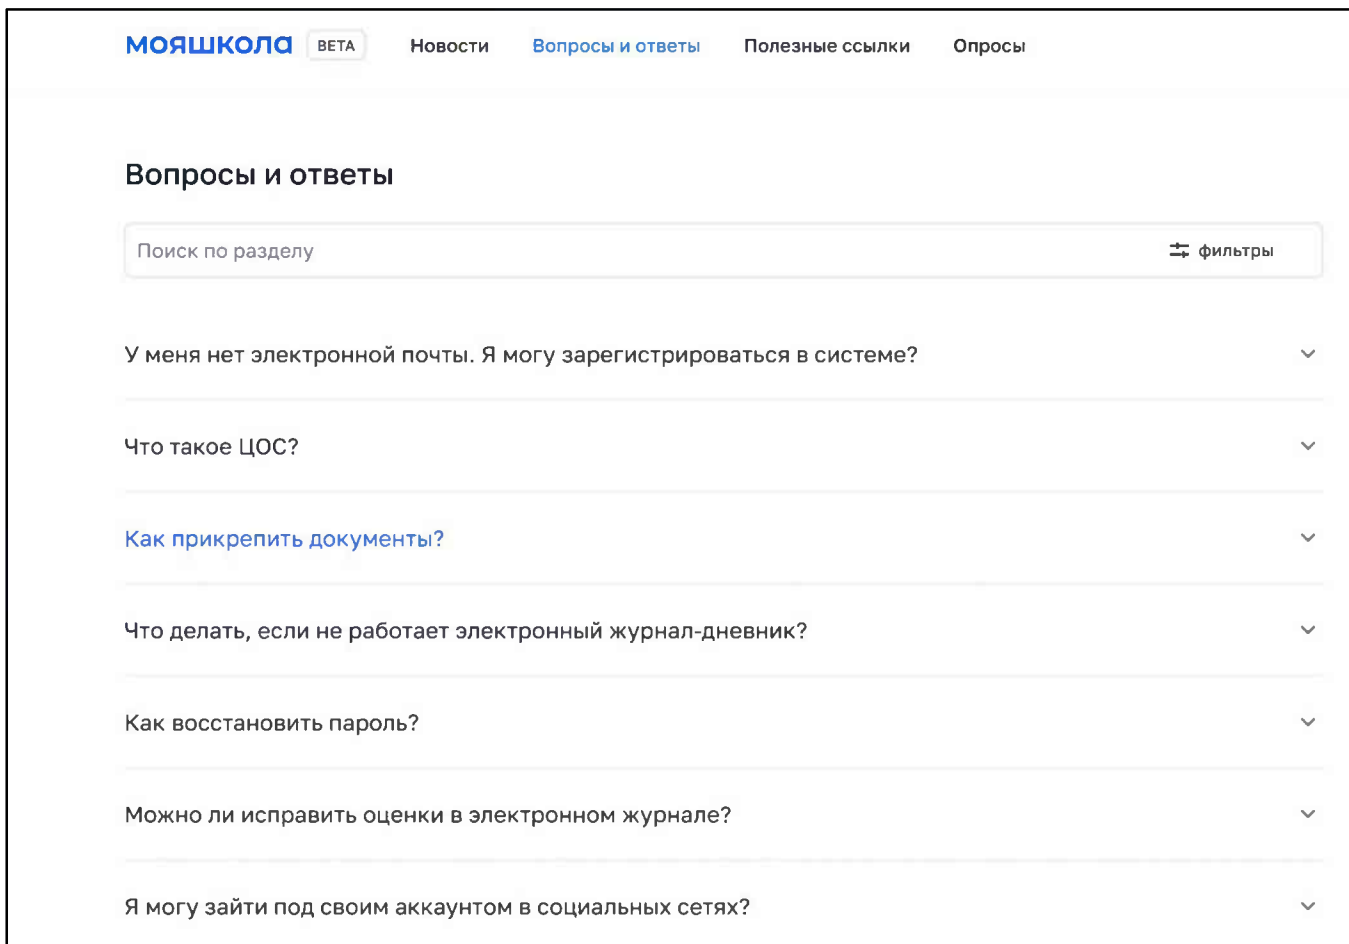 мояшкола BETA Новости Вопросы и ответы Полезные ссылки Опросы
Вопросы и ответы
Поиск по разделу фильтры
У меня нет электронной почты. Я могу зарегистрироваться в системе?
Что такое ЦОС?
Как прикрепить документы?
Что делать, если не работает электронный журнал-дневник?
Как восстановить пароль?
Можно ли исправить оценки в электронном журнале?
Я могу зайти под своим аккаунтом в социальных сетях?